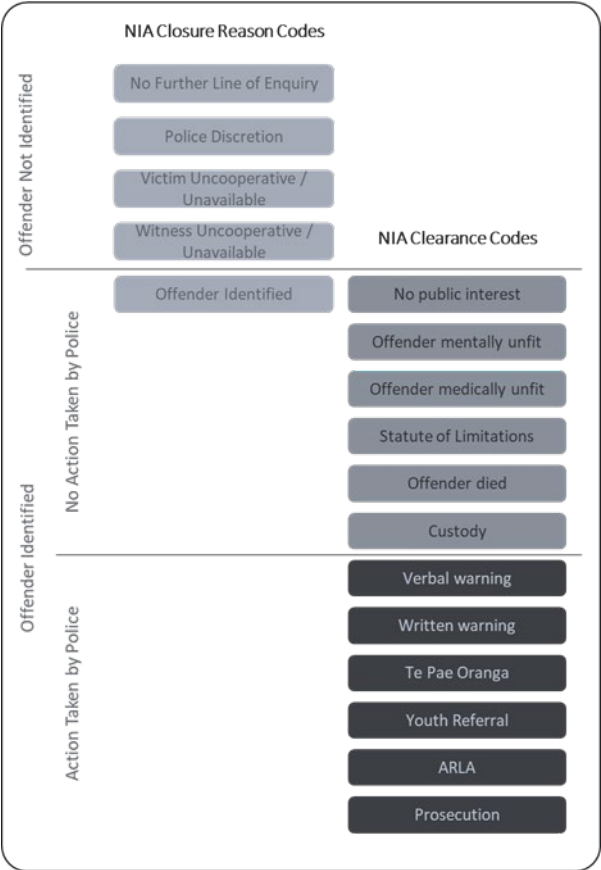 NIA Closure Reason Codes
Offender Not Identified
No Further Line of Enquiry
Police Discretion
Victim Uncooperative /
Unavailable
Witness Uncooperative /
Unavailable
NIA Clearance Codes
Offender Identified
Offender Identified
No Action Taken by Police
No public interest
Offender mentally unfit
Offender medically unfit
Statute of Limitations
Offender died
Custody
Action Taken by Police
Verbal warning
Written warning
Te Pae Oranga
Youth Referral
ARLA
Prosecution